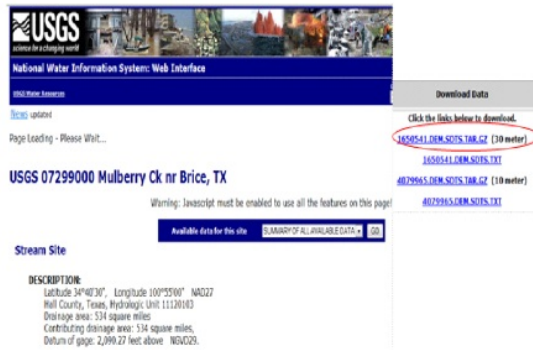 USGS
science for a changing world
National Water Information System: Web Interface
USGS Water Resources
News updated
Page Loading - Please Wait...
USGS 07299000 Mulberry Ck nr Brice, TX
Warning: Javascript must be enabled to use all the features on this page!
Available data for this site SUMMARY OF ALL AVAILABLE DATA GO
Stream Site
DESCRIPTION:
Latitude 34°40'30", Longitude 100°55'00" NAD27
Hall County, Texas, Hydrologic Unit 11120103
Drainage area: 534 square miles
Contributing drainage area: 534 square miles,
Datum of gage: 2,090.27 feet above NGVD29.
Download Data
Click the links below to download.
1650541.DEM.SDTS.TAR.GZ (30 meter)
1650541.DEM.SDTS.TXT
4079965.DEM.SDTS.TAR.GZ (10 meter)
4079965.DEM.SDTS.TXT